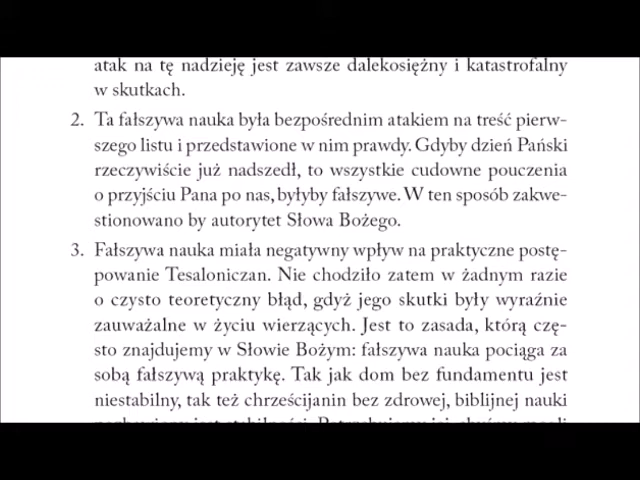 atak na tę nadzieję jest zawsze dalekosiężny i katastrofalny
w skutkach.
2. Ta fałszywa nauka była bezpośrednim atakiem na treść pierw-
szego listu i przedstawione w nim prawdy. Gdyby dzień Pański
rzeczywiście już nadszedł, to wszystkie cudowne pouczenia
o przyjściu Pana po nas, byłyby fałszywe. W ten sposób zakwe-
stionowano by autorytet Słowa Bożego.
3. Fałszywa nauka miała negatywny wpływ na praktyczne postę-
powanie Tesaloniczan. Nie chodziło zatem w żadnym razie
o czysto teoretyczny błąd, gdyż jego skutki były wyraźnie
zauważalne w życiu wierzących. Jest to zasada, którą czę-
sto znajdujemy w Słowie Bożym: fałszywa nauka pociąga za
sobą fałszywą praktykę. Tak jak dom bez fundamentu jest
niestabilny, tak też chrześcijanin bez zdrowej, biblijnej nauki